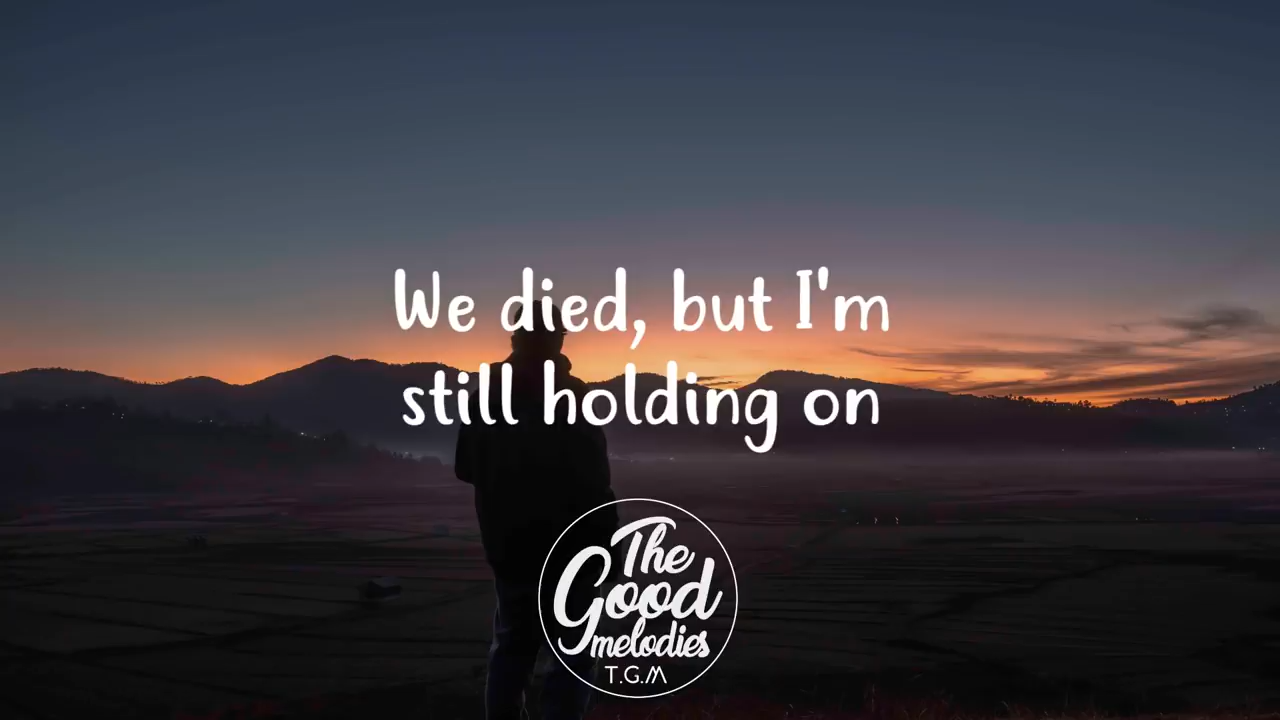 We died, but I'm
still holding on
The
Good
melodies
T.G.M